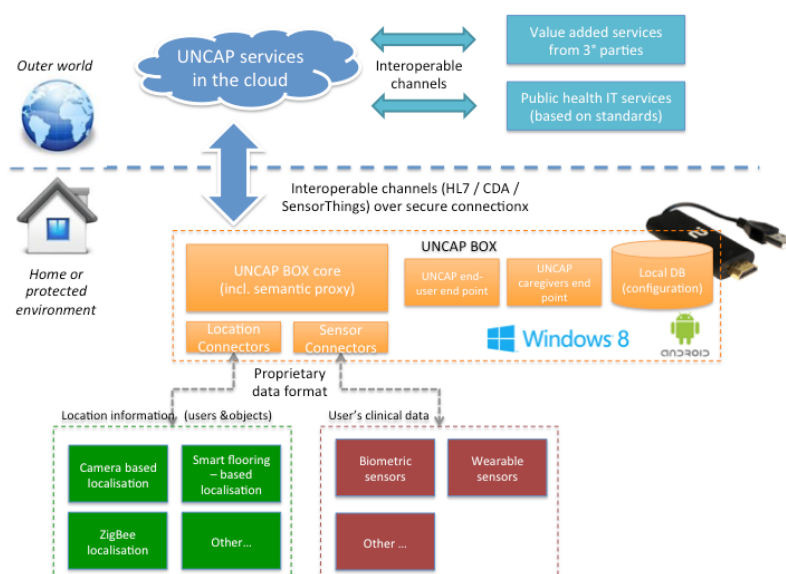 UNCAP services
in the cloud
Value added services
from 3° parties
Outer world
Interoperable
channels
Public health IT services
(based on standards)
Interoperable channels (HL7 / CDA /
SensorThings) over secure connectionx
Home or
protected
environment
UNCAP BOX
UNCAP BOX core
(incl. semantic proxy)
UNCAP end-
user end point
UNCAP
caregivers end
point
Local DB
(configuration)
Location
Connectors
Sensor
Connectors
Windows 8
ANDROID
Proprietary
data format
Location information (users &objects)
User's clinical data
Camera based
localisation
Smart flooring
– based
localisation
Biometric
sensors
Wearable
sensors
ZigBee
localisation
Other...
Other ...